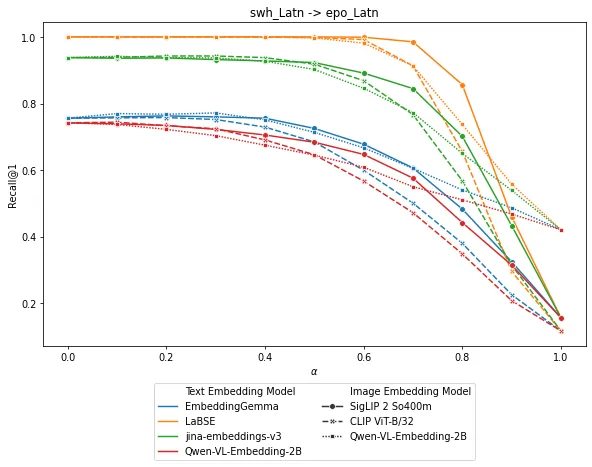 swh_Latn -> epo_Latn
Recall@1
1.0
0.8
0.6
0.4
0.2
0.0 0.2 0.4 0.6 0.8 1.0
α
Text Embedding Model Image Embedding Model
EmbeddingGemma SigLIP 2 So400m
LaBSE CLIP ViT-B/32
jina-embeddings-v3 Qwen-VL-Embedding-2B
Qwen-VL-Embedding-2B